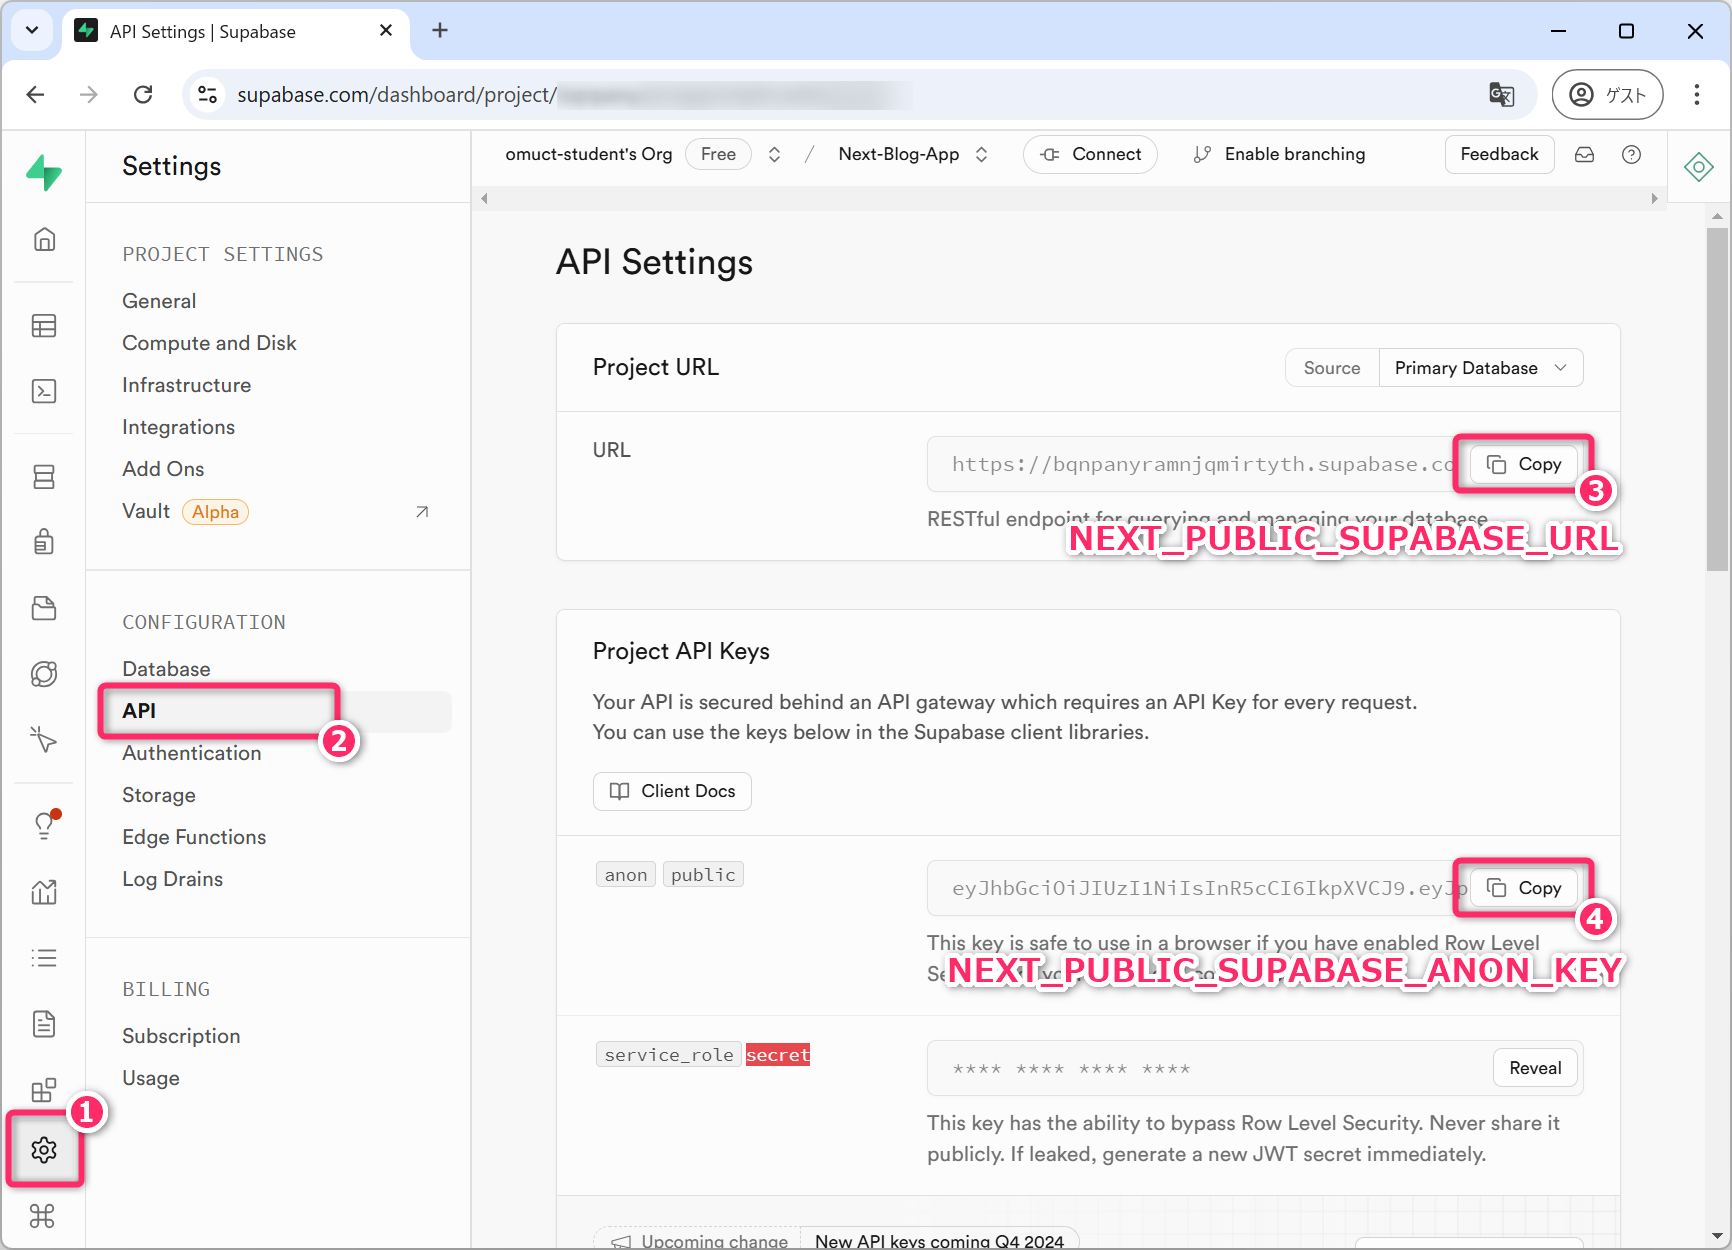 API Settings | Supabase
supabase.com/dashboard/project/
ゲスト
Settings
omuct-student's Org Free / Next-Blog-App Connect Enable branching Feedback
PROJECT SETTINGS
General
Compute and Disk
Infrastructure
Integrations
Add Ons
Vault Alpha
CONFIGURATION
Database
API
2
Authentication
Storage
Edge Functions
Log Drains
BILLING
Subscription
Usage
1
API Settings
Project URL
Source Primary Database
URL
https://bqnpanyramnjqmirtyth.supabase.co
Copy
3
RESTful endpoint for querying and managing your database
NEXT_PUBLIC_SUPABASE_URL
Project API Keys
Your API is secured behind an API gateway which requires an API Key for every request.
You can use the keys below in the Supabase client libraries.
Client Docs
anon public
eyJhbGciOiJIUzI1NiIsInR5cCI6IkpXVCJ9.eyJp
Copy
4
This key is safe to use in a browser if you have enabled Row Level
NEXT_PUBLIC_SUPABASE_ANON_KEY
service_role secret
**** **** **** ****
Reveal
This key has the ability to bypass Row Level Security. Never share it
publicly. If leaked, generate a new JWT secret immediately.
Upcoming change New API keys coming Q4 2024